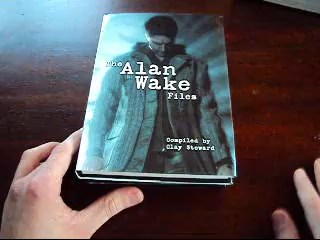 The
Alan
Wake
Files
Compiled by
Clay Steward